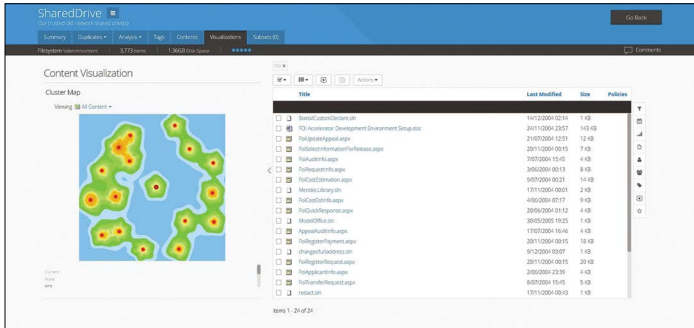 SharedDrive
Go Back
Summary Duplicates Analysis Tags Contents Visualizations Subsets (0)
Filesystem 3,773 Items 1.36GB Disk Space Comments
Content Visualization
Cluster Map
Viewing All Content
Actions
Title Last Modified Size Policies
StatsICustomDeclare.sln 14/12/2004 02:14 1 KB
FOI Accelerator Development Environment Setup.doc 24/11/2004 23:57 143 KB
FoiUpdateAppeal.aspx 21/07/2004 12:51 12 KB
FoiSelectInformationForRelease.aspx 20/11/2004 00:15 7 KB
FoiAuditInfo.aspx 7/07/2004 15:45 4 KB
FoiRequestInfo.aspx 3/06/2004 00:13 8 KB
FoiCostEstimation.aspx 9/07/2004 00:21 14 KB
Meridio.Library.sln 17/11/2004 00:01 2 KB
FoiCostEstInfo.aspx 4/06/2004 07:17 9 KB
FoiQuickResponse.aspx 20/06/2004 01:12 4 KB
ModelOffice.sln 30/05/2005 19:25 1 KB
AppealAuditInfo.aspx 17/07/2004 16:46 4 KB
FoiRegisterPayment.aspx 20/11/2004 00:15 18 KB
changesfuraddress.sln 9/12/2004 03:07 1 KB
FoiRegisterRequest.aspx 20/11/2004 00:15 20 KB
FoiApplicantInfo.aspx 2/06/2004 23:39 4 KB
FoiTransferRequest.aspx 8/07/2004 15:45 5 KB
restact.sln 17/11/2004 00:43 1 KB
Items 1 - 24 of 24